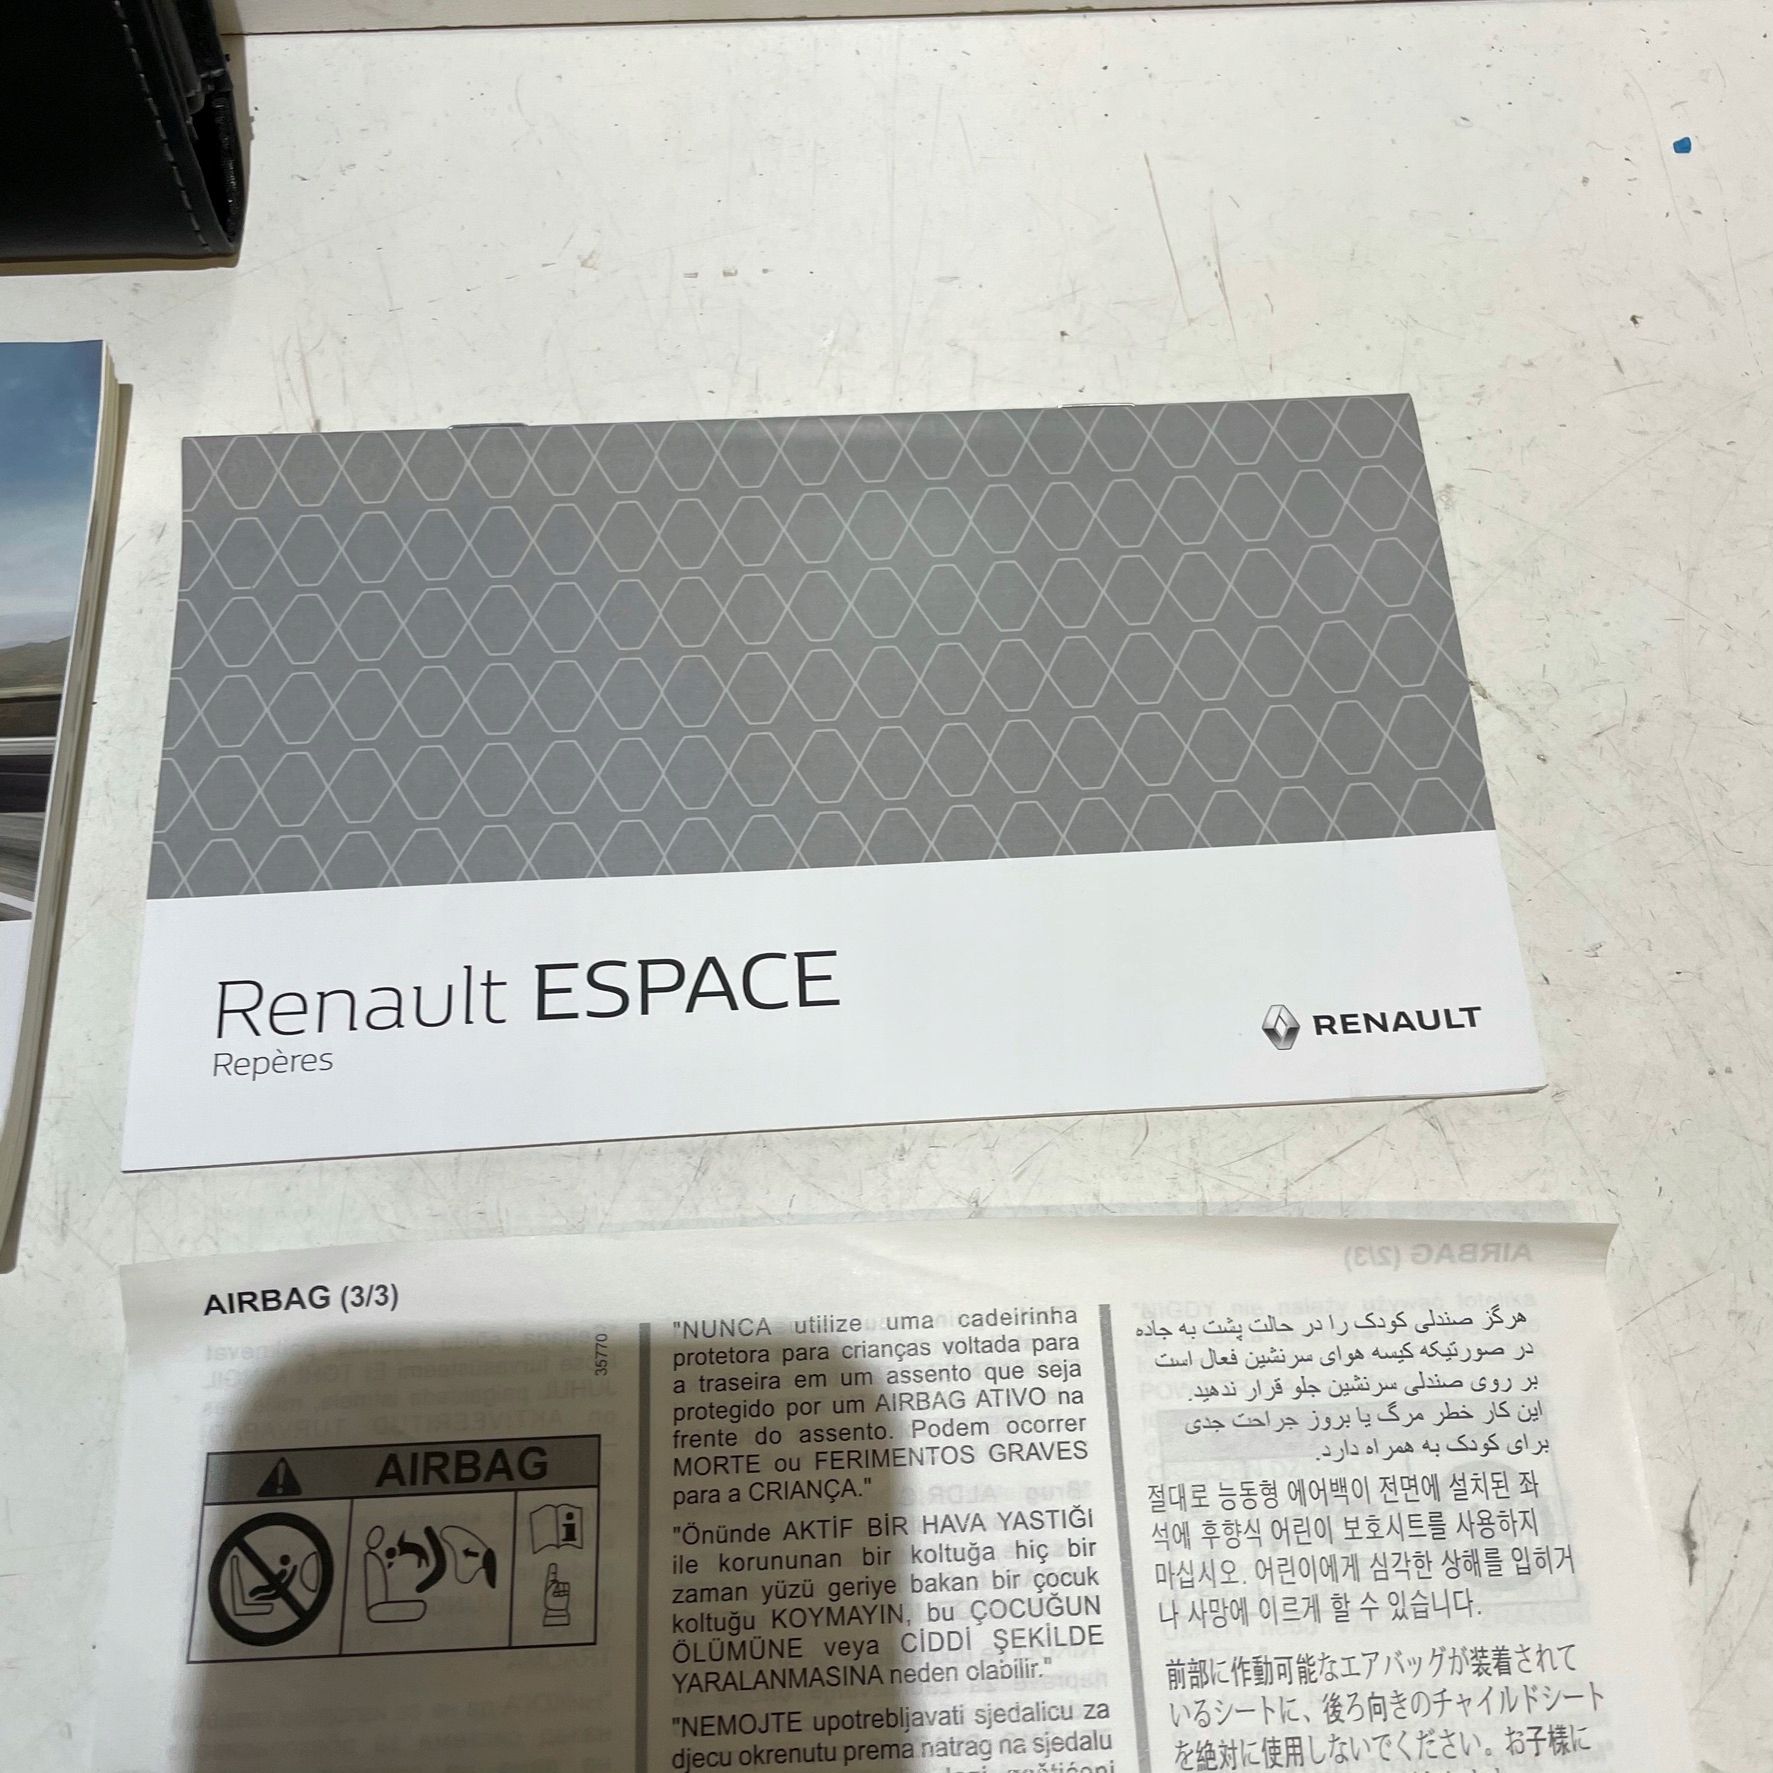 Renault ESPACE
Repères
RENAULT
AIRBAG (3/3)
35770
AIRBAG
"NUNCA utilize uma cadeirinha
protetora para crianças voltada para
a traseira em um assento que seja
protegido por um AIRBAG ATIVO na
frente do assento. Podem ocorrer
MORTE ou FERIMENTOS GRAVES
para a CRIANÇA."
"Önünde AKTİF BİR HAVA YASTIĞI
ile korununan bir koltuğa hiç bir
zaman yüzü geriye bakan bir çocuk
koltuğu KOYMAYIN, bu ÇOCUĞUN
ÖLÜMÜNE veya CİDDİ ŞEKİLDE
YARALANMASINA neden olabilir."
"NEMOJTE upotrebljavati sjedalicu za
djecu okrenutu prema natrag na sjedalu
AIRBAG (2/3)
هرگز صندلی کودک را در حالت پشت به جاده
در صورتیکه کیسه هوای سرنشین فعال است
بر روی صندلی سرنشین جلو قرار ندهید.
این کار خطر مرگ یا بروز جراحت جدی
برای کودک به همراه دارد.
절대로 능동형 에어백이 전면에 설치된 좌
석에 후향식 어린이 보호시트를 사용하지
마십시오. 어린이에게 심각한 상해를 입히거
나 사망에 이르게 할 수 있습니다.
前部に作動可能なエアバッグが装着されて
いるシートに、後ろ向きのチャイルドシート
を絶対に使用しないでください。お子様に